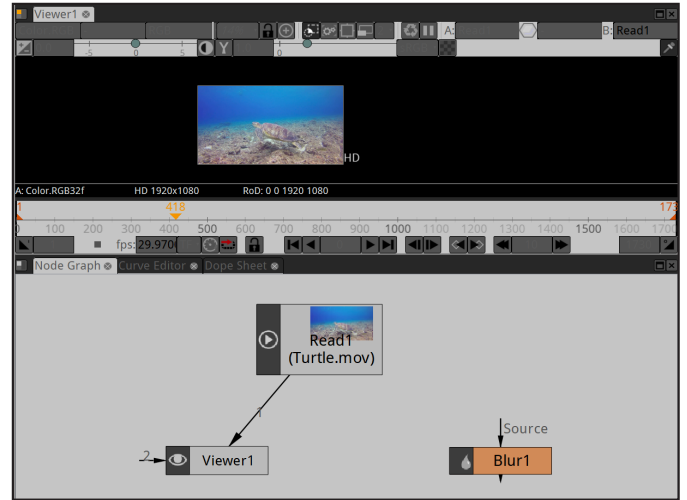 Viewer1
A: B: Read1
-5 0 5 0
HD
A: Color.RGB32f HD 1920x1080 RoD: 0 0 1920 1080
1 418 173
0 100 200 300 400 500 600 700 800 900 1000 1100 1200 1300 1400 1500 1600 1700
fps: 29.970
Node Graph Curve Editor Dope Sheet
Read1
(Turtle.mov)
1
Source
2 Viewer1 Blur1